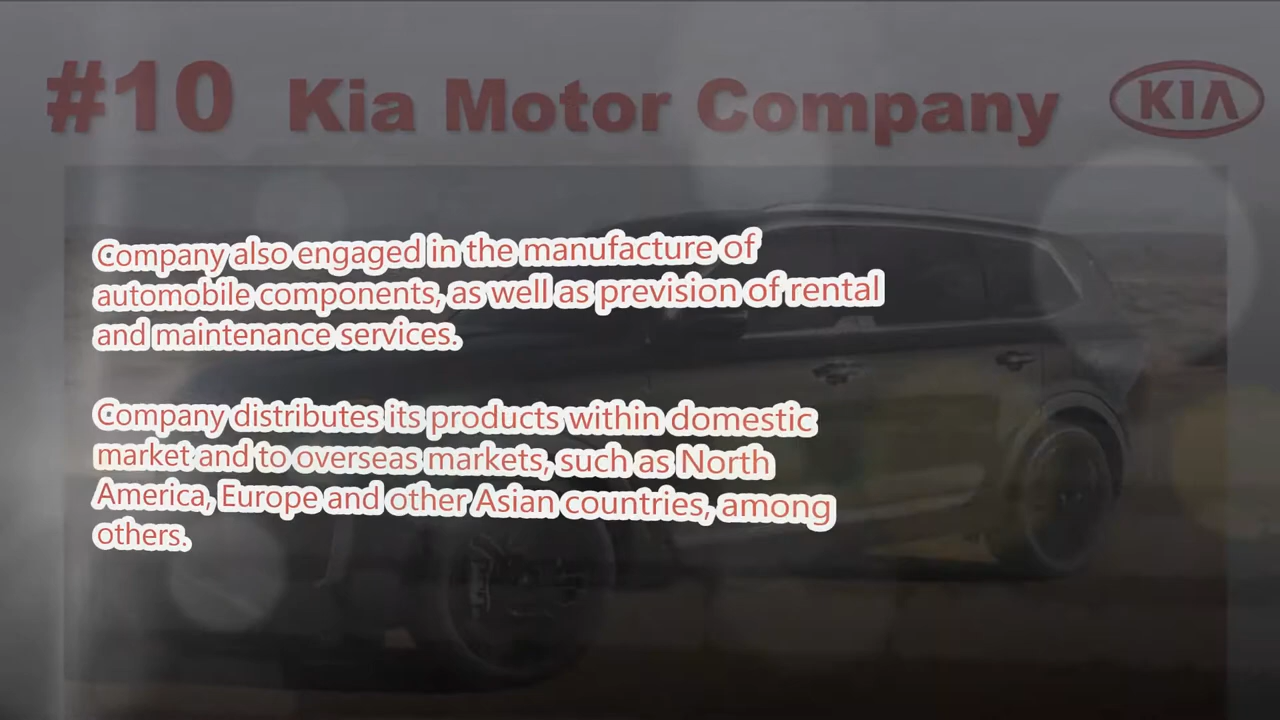 #10 Kia Motor Company KIA
Company also engaged in the manufacture of
automobile components, as well as prevision of rental
and maintenance services.
Company distributes its products within domestic
market and to overseas markets, such as North
America, Europe and other Asian countries, among
others.